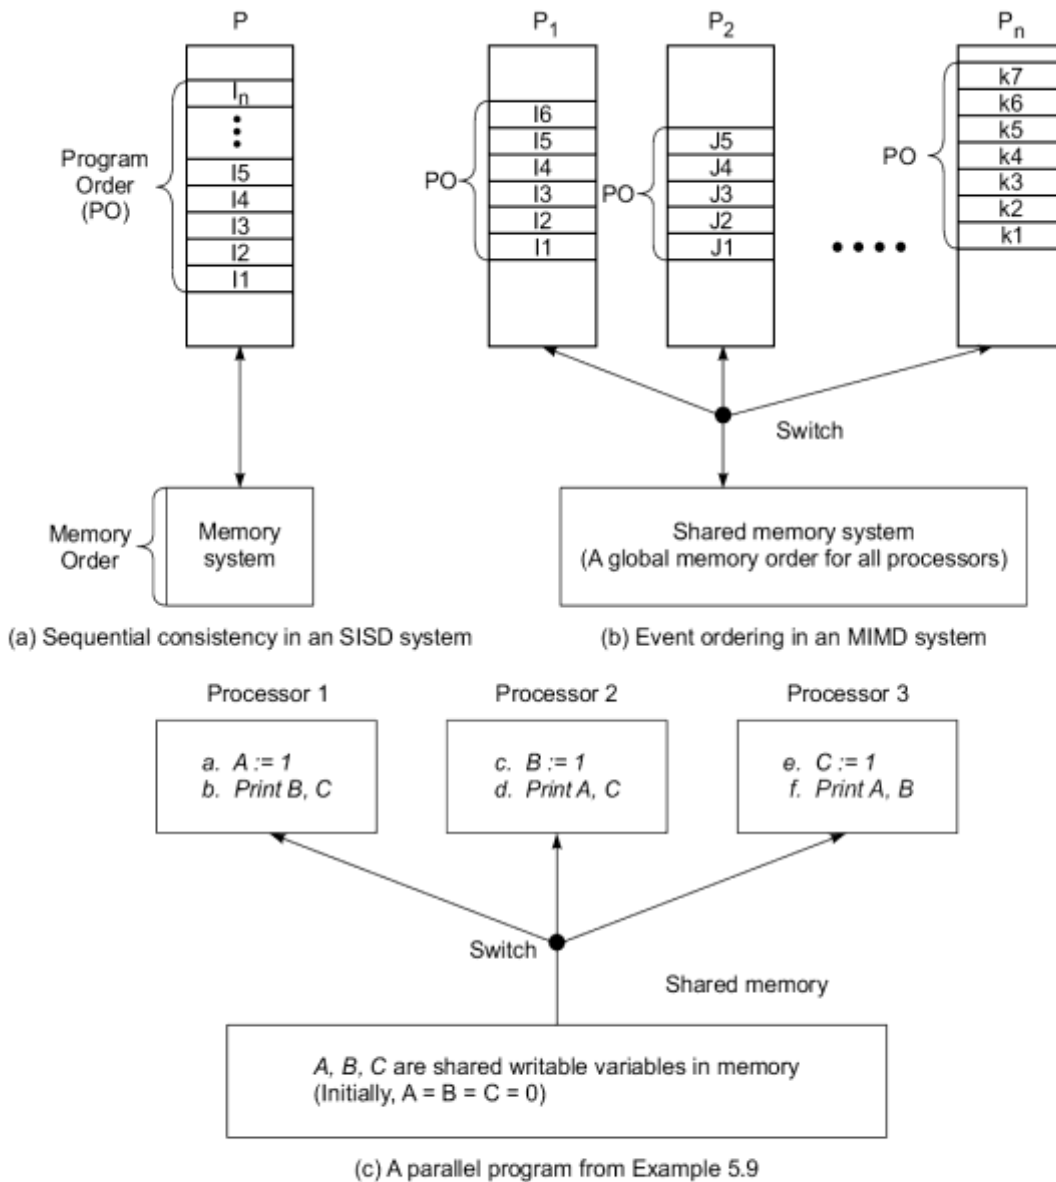 P
I_n
I5
I4
I3
I2
I1
Program
Order
(PO)
Memory
Order
Memory
system
(a) Sequential consistency in an SISD system
P_1
P_2
P_n
PO
I6
I5
I4
I3
I2
I1
PO
J5
J4
J3
J2
J1
PO
k7
k6
k5
k4
k3
k2
k1
Switch
Shared memory system
(A global memory order for all processors)
(b) Event ordering in an MIMD system
Processor 1
a. A := 1
b. Print B, C
Processor 2
c. B := 1
d. Print A, C
Processor 3
e. C := 1
f. Print A, B
Switch
Shared memory
A, B, C are shared writable variables in memory
(Initially, A = B = C = 0)
(c) A parallel program from Example 5.9